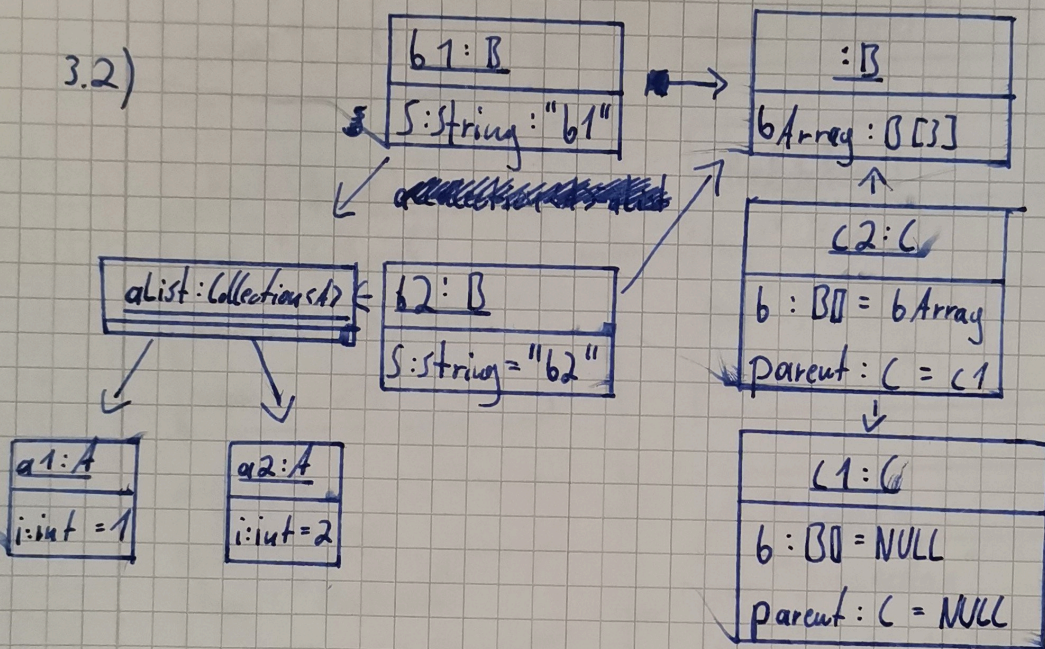 3.2)
b1:B
S:String:"b1"
:B
bArray:B[3]
c2:C
b:B[]=bArray
parent:C=c1
aList:Collection<A>
b2:B
S:String="b2"
a1:A
i:int=1
a2:A
i:int=2
c1:C
b:B[]=NULL
parent:C=NULL